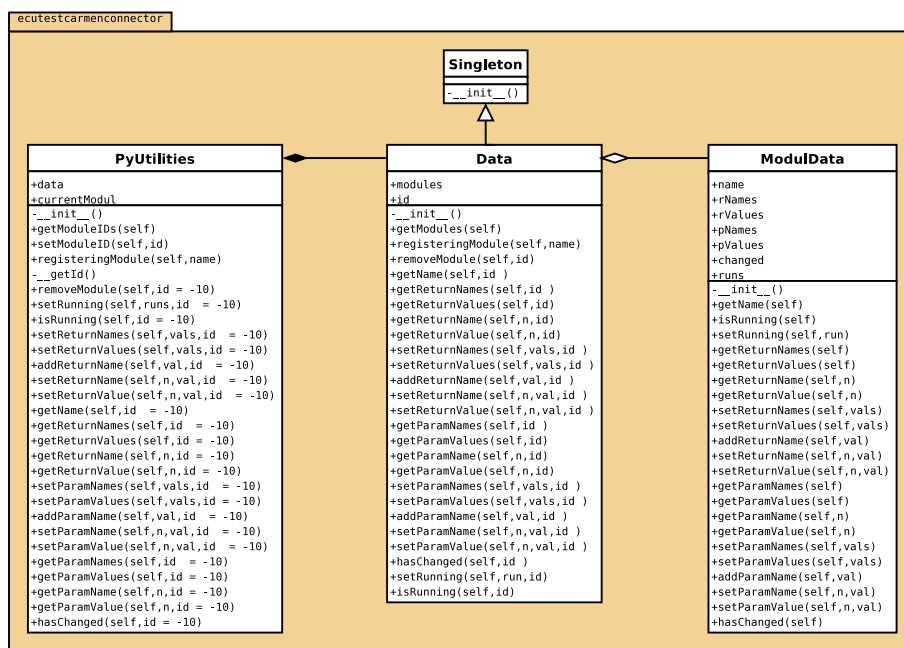 ecutestcarmenconnector
Singleton
-__init__()
PyUtilities
+data
+currentModul
-__init__()
+getModuleIDs(self)
+setModuleID(self,id)
+registeringModule(self,name)
-__getId()
+removeModule(self,id = -10)
+setRunning(self,runs,id  = -10)
+isRunning(self,id = -10)
+setReturnNames(self,vals,id  = -10)
+setReturnValues(self,vals,id = -10)
+addReturnName(self,val,id  = -10)
+setReturnName(self,n,val,id = -10)
+setReturnValue(self,n,val,id  = -10)
+getName(self,id  = -10)
+getReturnNames(self,id = -10)
+getReturnValues(self,id = -10)
+getReturnName(self,n,id = -10)
+getReturnValue(self,n,id = -10)
+setParamNames(self,vals,id  = -10)
+setParamValues(self,vals,id = -10)
+addParamName(self,val,id  = -10)
+setParamName(self,n,val,id = -10)
+setParamValue(self,n,val,id  = -10)
+getParamNames(self,id  = -10)
+getParamValues(self,id = -10)
+getParamName(self,n,id = -10)
+getParamValue(self,n,id = -10)
+hasChanged(self,id = -10)
Data
+modules
+id
-__init__()
+getModules(self)
+registeringModule(self,name)
+removeModule(self,id)
+getName(self,id )
+getReturnNames(self,id )
+getReturnValues(self,id)
+getReturnName(self,n,id)
+getReturnValue(self,n,id)
+setReturnNames(self,vals,id )
+setReturnValues(self,vals,id )
+addReturnName(self,val,id )
+setReturnName(self,n,val,id )
+setReturnValue(self,n,val,id )
+getParamNames(self,id )
+getParamValues(self,id)
+getParamName(self,n,id)
+getParamValue(self,n,id)
+setParamNames(self,vals,id )
+setParamValues(self,vals,id )
+addParamName(self,val,id )
+setParamName(self,n,val,id )
+setParamValue(self,n,val,id )
+hasChanged(self,id )
+setRunning(self,run,id)
+isRunning(self,id)
ModulData
+name
+rNames
+rValues
+pNames
+pValues
+changed
+runs
-__init__()
+getName(self)
+isRunning(self)
+setRunning(self,run)
+getReturnNames(self)
+getReturnValues(self)
+getReturnName(self,n)
+getReturnValue(self,n)
+setReturnNames(self,vals)
+setReturnValues(self,vals)
+addReturnName(self,val)
+setReturnName(self,n,val)
+setReturnValue(self,n,val)
+getParamNames(self)
+getParamValues(self)
+getParamName(self,n)
+getParamValue(self,n)
+setParamNames(self,vals)
+setParamValues(self,vals)
+addParamName(self,val)
+setParamName(self,n,val)
+setParamValue(self,n,val)
+hasChanged(self)